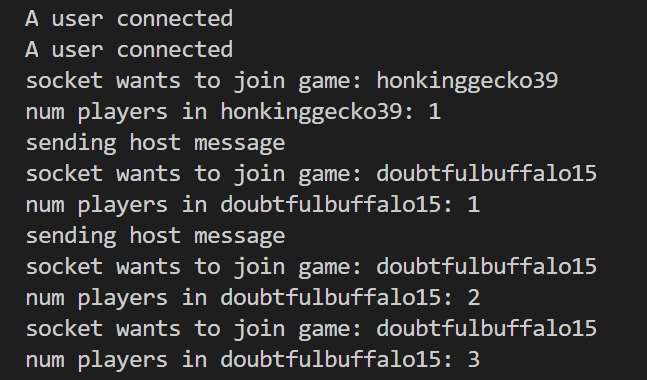 A user connected
A user connected
socket wants to join game: honkinggecko39
num players in honkinggecko39: 1
sending host message
socket wants to join game: doubtfulbuffalo15
num players in doubtfulbuffalo15: 1
sending host message
socket wants to join game: doubtfulbuffalo15
num players in doubtfulbuffalo15: 2
socket wants to join game: doubtfulbuffalo15
num players in doubtfulbuffalo15: 3